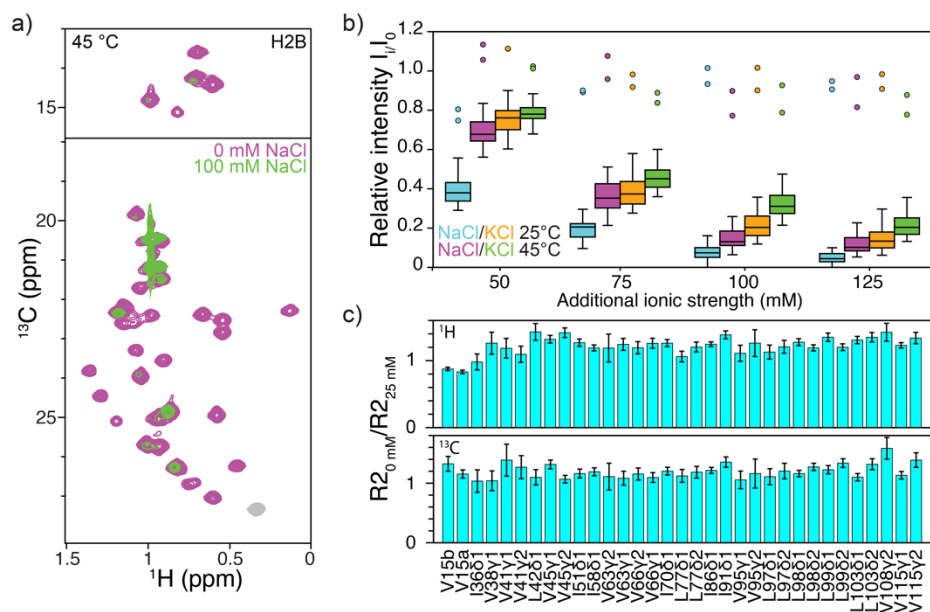 a)
45 °C
H2B
15
0 mM NaCl
100 mM NaCl
20
25
¹³C (ppm)
1.5
1
0.5
0
¹H (ppm)
b)
Relative intensity Iᵢ/I₀
1.2
1
0.8
0.6
0.4
0.2
0
NaCl/KCl 25°C
NaCl/KCl 45°C
50
75
100
125
Additional ionic strength (mM)
c)
R2₀ mM/R2₂₅ mM
¹H
1
0
¹³C
1
0
V15b
V15a
I36δ1
V38γ1
V41γ1
V41γ2
L42δ1
V45γ1
V45γ2
I51δ1
I58δ1
V63γ2
V63γ1
V66γ2
V66γ1
I70δ1
L77δ1
L77δ2
I86δ1
I91δ1
V95γ1
V95γ2
L97δ1
L97δ2
L98δ1
L98δ2
L99δ1
L99δ2
L103δ1
L103δ2
V108γ2
V115γ1
V115γ2